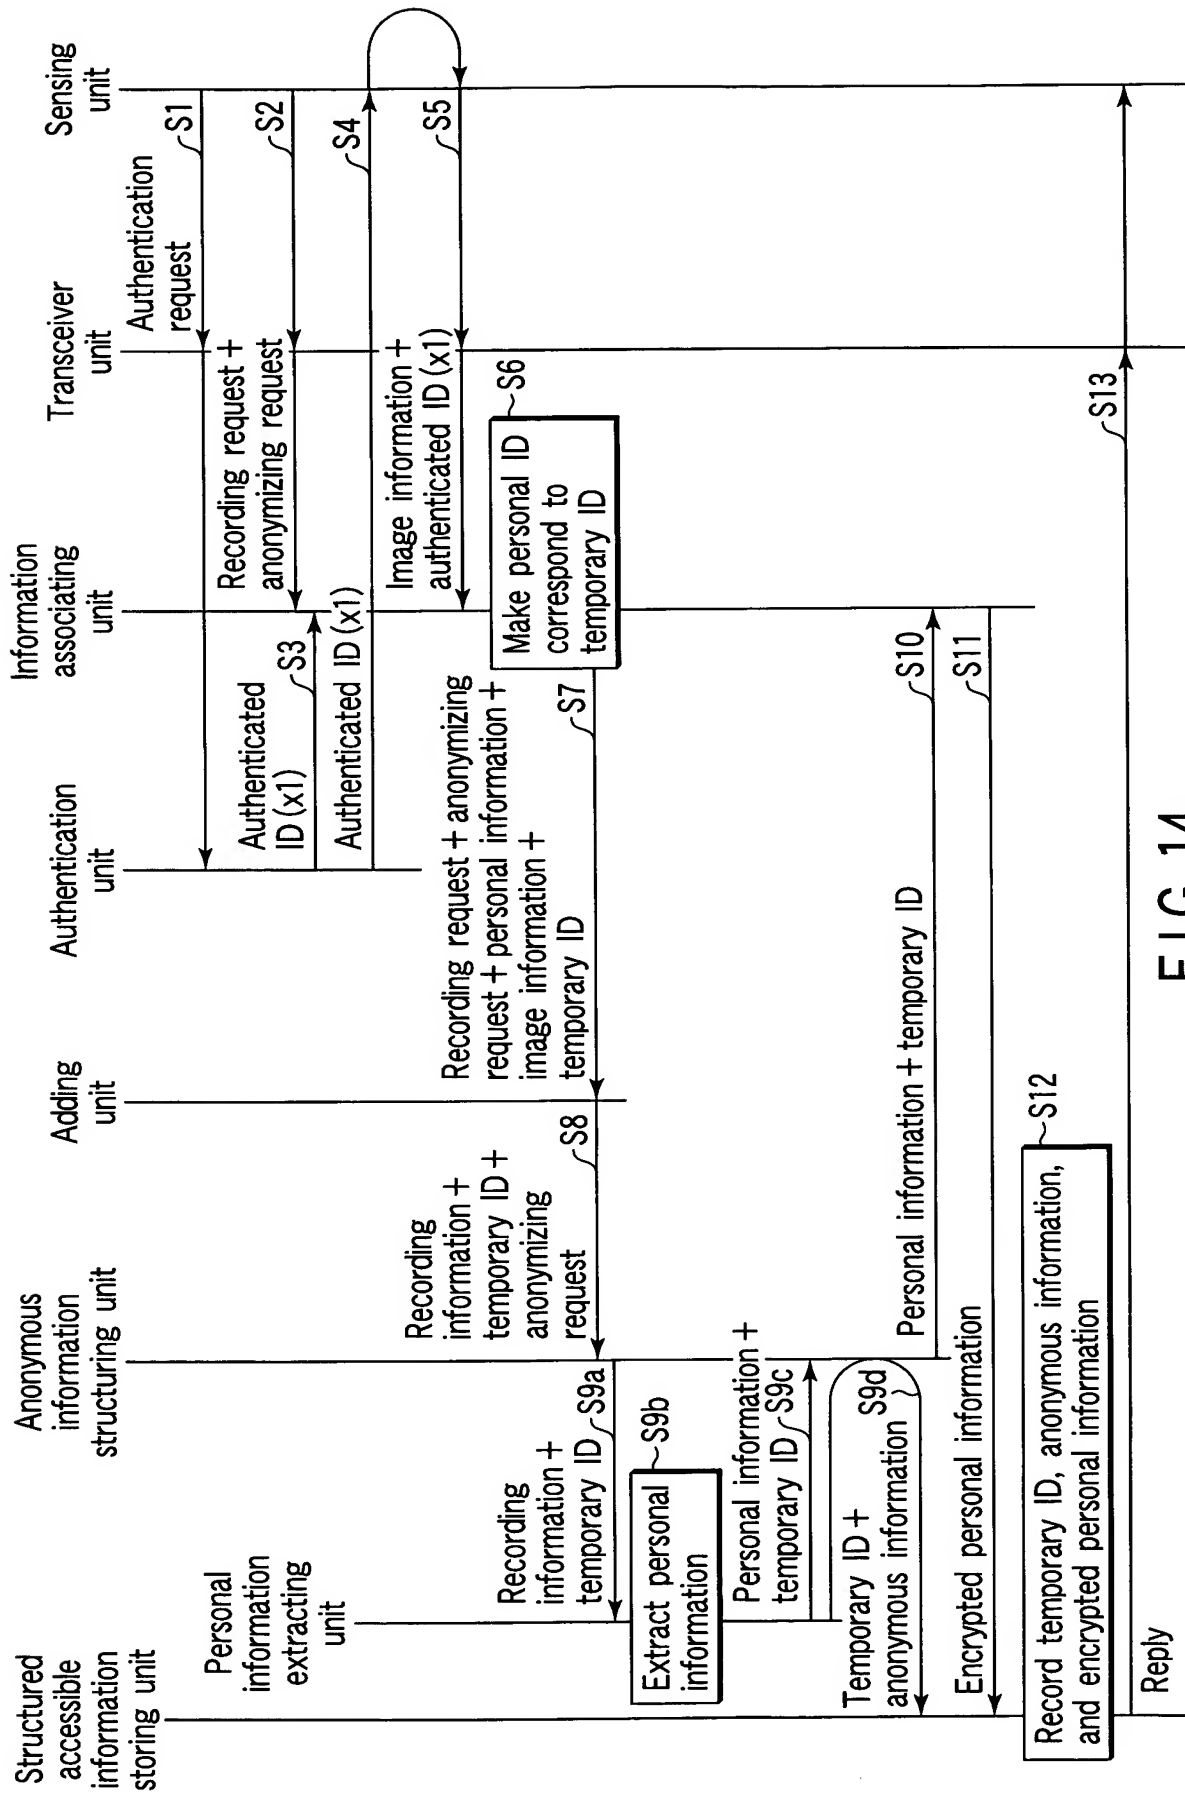 Structured
accessible
information
storing unit
Personal
information
extracting
unit
Anonymous
information
structuring unit
Adding
unit
Authentication
unit
Information
associating
unit
Transceiver
unit
Sensing
unit
Authentication
request
S1
Recording request +
anonymizing request
S2
Authenticated
ID (x1)
S3
Authenticated ID (x1)
S4
Image information +
authenticated ID (x1)
S5
Make personal ID
correspond to
temporary ID
S6
Recording request + anonymizing
request + personal information +
image information +
temporary ID
S7
Recording
information +
temporary ID +
anonymizing
request
S8
Recording
information +
temporary ID
S9a
Extract personal
information
S9b
Personal information +
temporary ID
S9c
Temporary ID +
anonymous information
S9d
Personal information + temporary ID
S10
Encrypted personal information
S11
Record temporary ID, anonymous information,
and encrypted personal information
S12
Reply
S13
FIG. 14